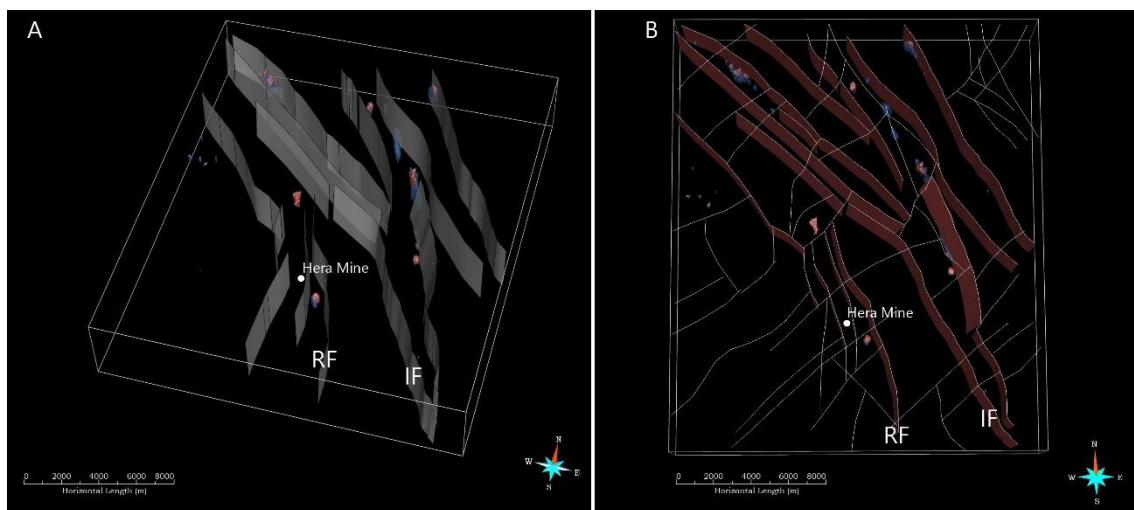 A
Hera Mine
RF
IF
0 2000 4000 6000 8000
Horizontal Length (m)
N
W E
S
B
Hera Mine
RF
IF
0 2000 4000 6000 8000
Horizontal Length (m)
N
W E
S